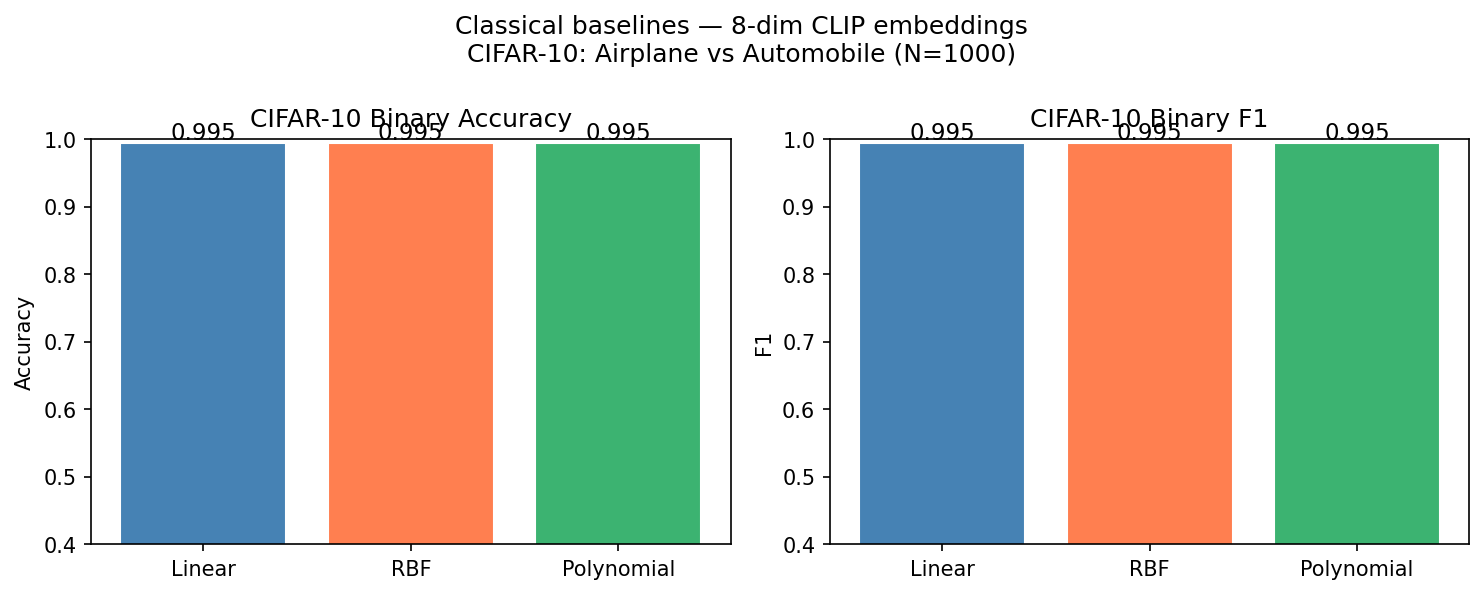 Classical baselines — 8-dim CLIP embeddings
CIFAR-10: Airplane vs Automobile (N=1000)
CIFAR-10 Binary Accuracy
0.995 0.995 0.995
1.0
0.9
0.8
0.7
0.6
0.5
0.4
Accuracy
Linear RBF Polynomial
CIFAR-10 Binary F1
0.995 0.995 0.995
1.0
0.9
0.8
0.7
0.6
0.5
0.4
F1
Linear RBF Polynomial